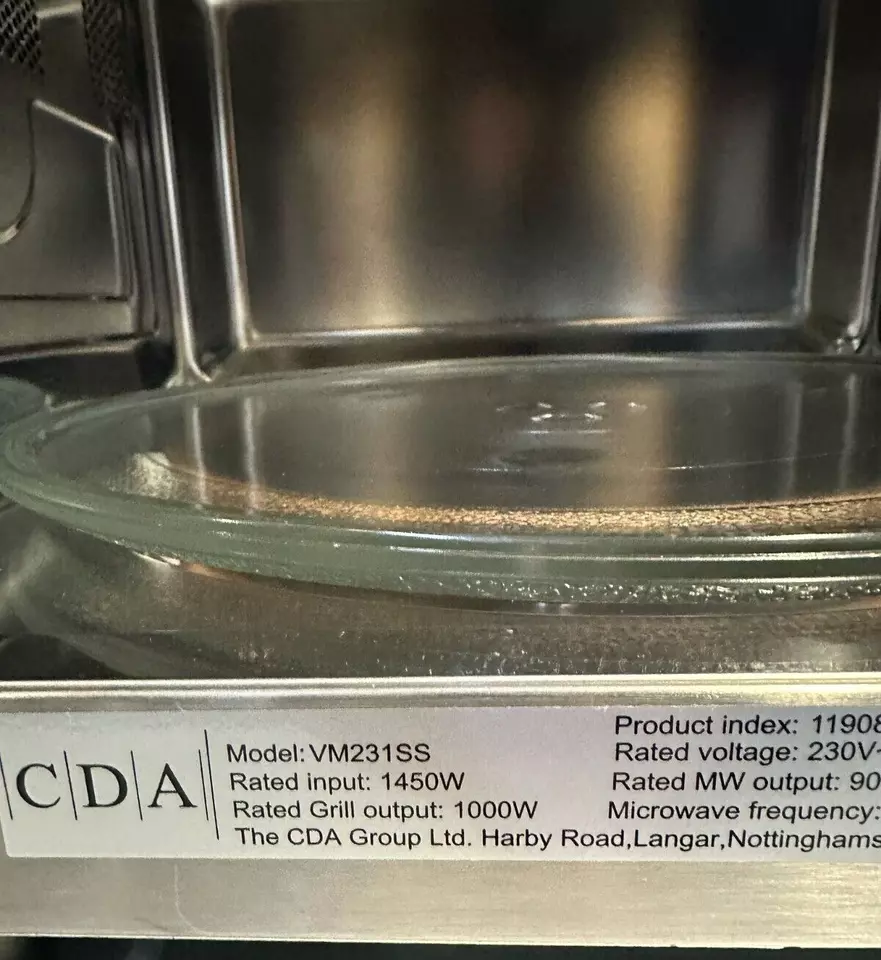 CDA
Model: VM231SS
Rated input: 1450W
Rated Grill output: 1000W
Product index: 11908
Rated voltage: 230V~
Rated MW output: 90
Microwave frequency:
The CDA Group Ltd. Harby Road,Langar,Nottinghams